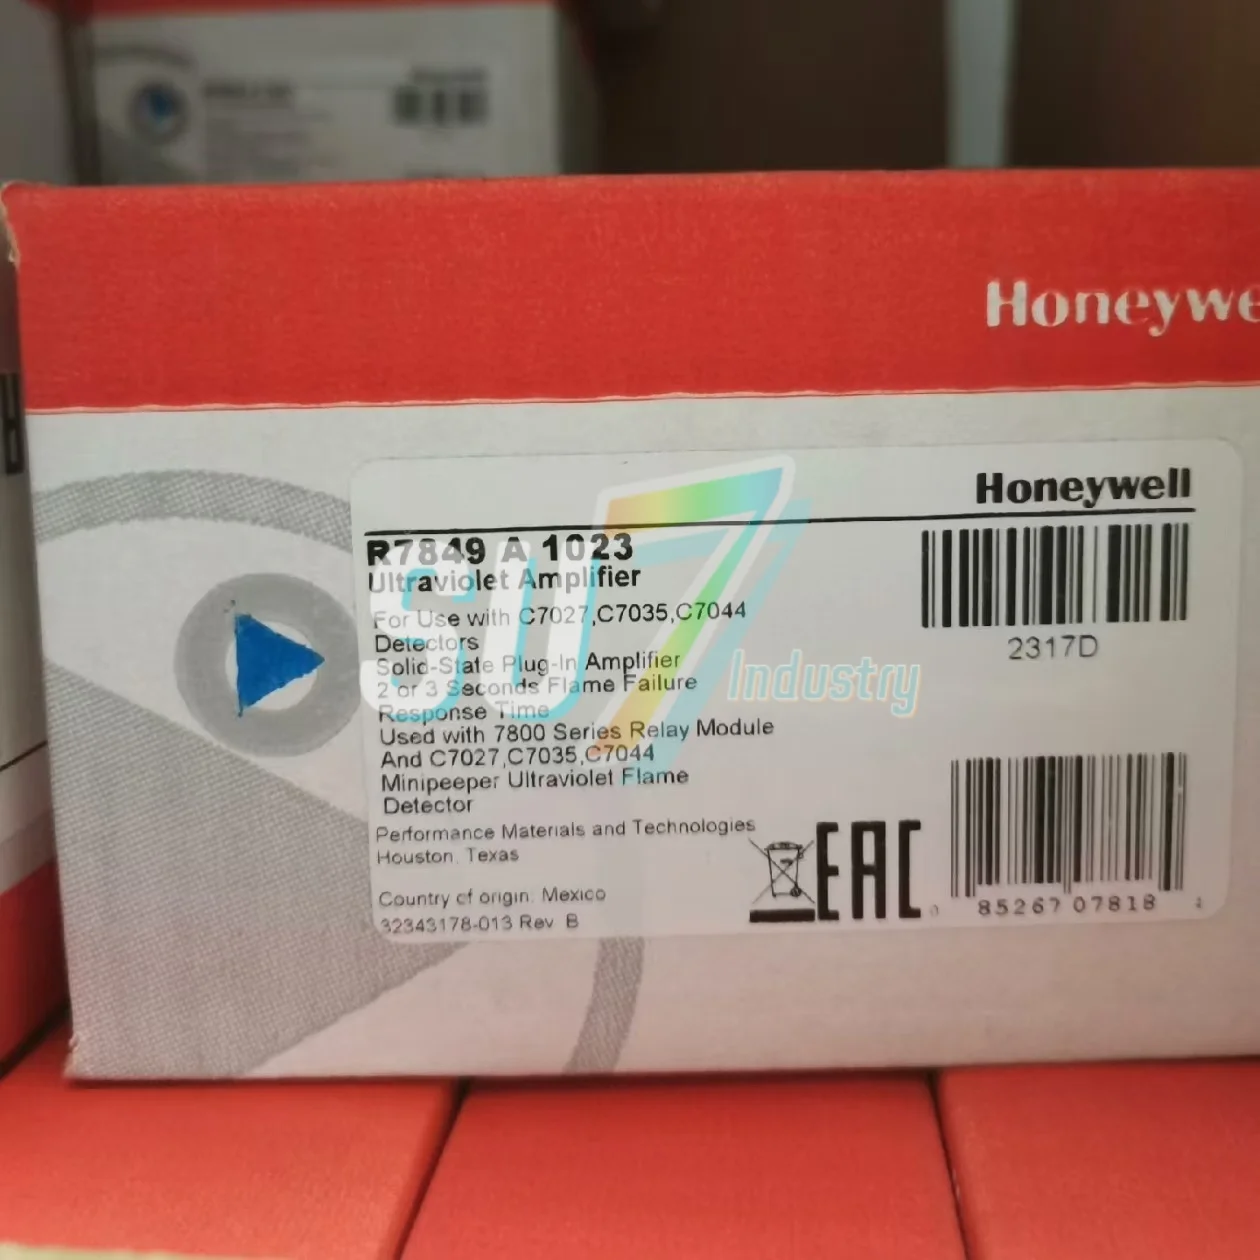 Honeywe
Honeywell
R7849 A 1023
Ultraviolet Amplifier
For Use with C7027,C7035,C7044
Detectors
Solid-State Plug-In Amplifier
2 or 3 Seconds Flame Failure
Response Time
Used with 7800 Series Relay Module
And C7027,C7035,C7044
Minipeeper Ultraviolet Flame
Detector
Performance Materials and Technologies
Houston, Texas
Country of origin: Mexico
32343178-013 Rev B
2317D
EAC
0 85267 07818
SU7
Industry